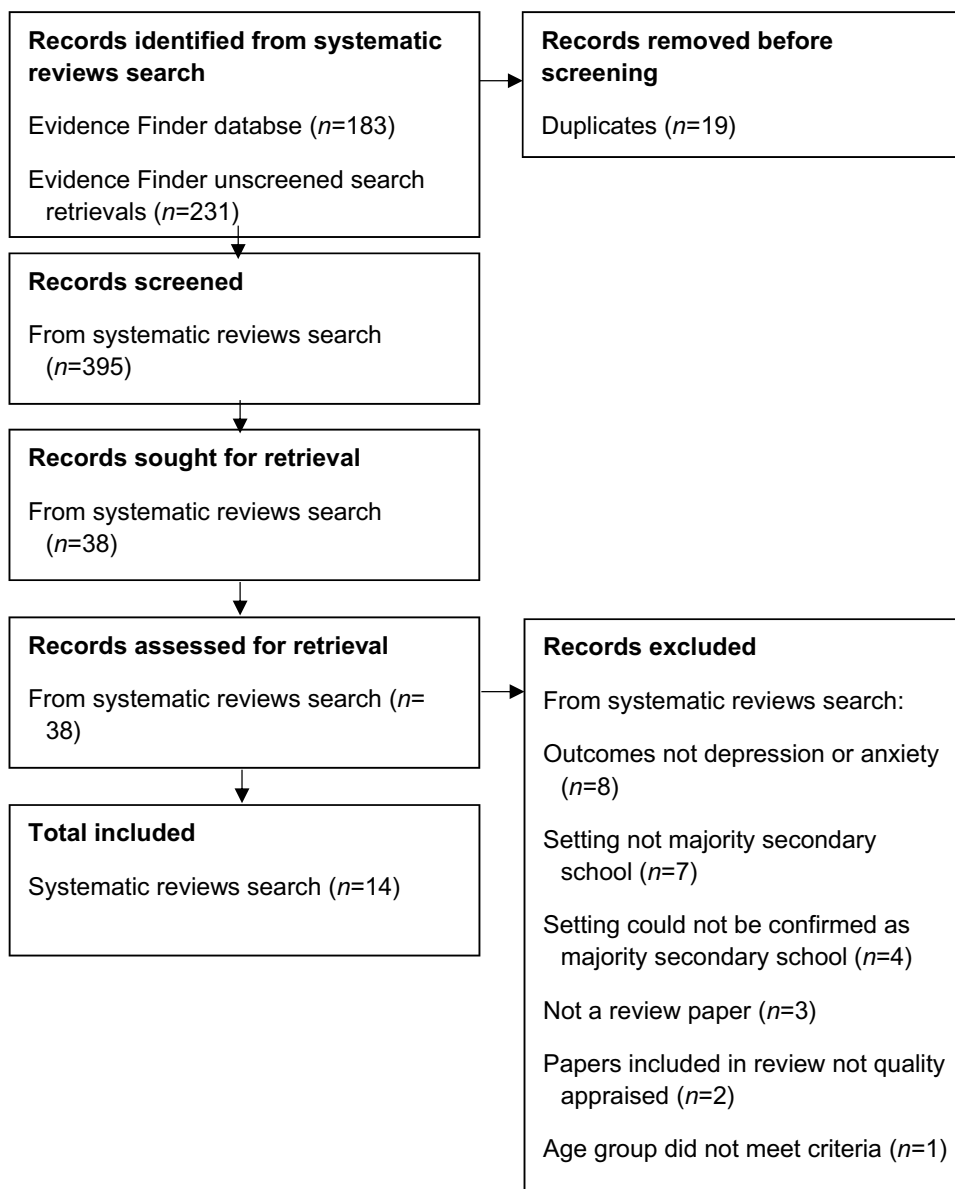 Records identified from systematic
reviews search
Evidence Finder databse (n=183)
Evidence Finder unscreened search
retrievals (n=231)
Records removed before
screening
Duplicates (n=19)
Records screened
From systematic reviews search
(n=395)
Records sought for retrieval
From systematic reviews search
(n=38)
Records assessed for retrieval
From systematic reviews search (n=
38)
Records excluded
From systematic reviews search:
Outcomes not depression or anxiety
(n=8)
Setting not majority secondary
school (n=7)
Setting could not be confirmed as
majority secondary school (n=4)
Not a review paper (n=3)
Papers included in review not quality
appraised (n=2)
Age group did not meet criteria (n=1)
Total included
Systematic reviews search (n=14)